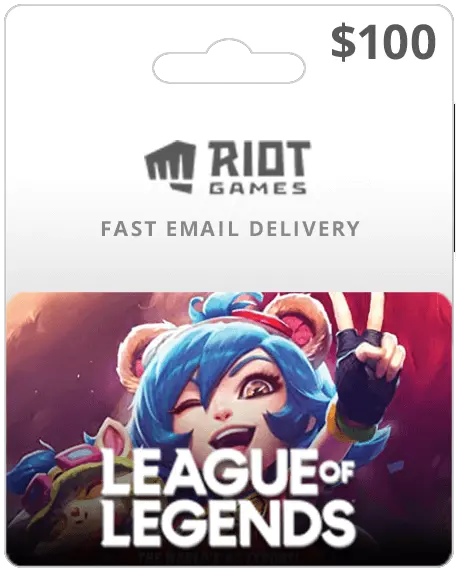 $100
RIOT
GAMES
FAST EMAIL DELIVERY
LEAGUE OF
LEGENDS